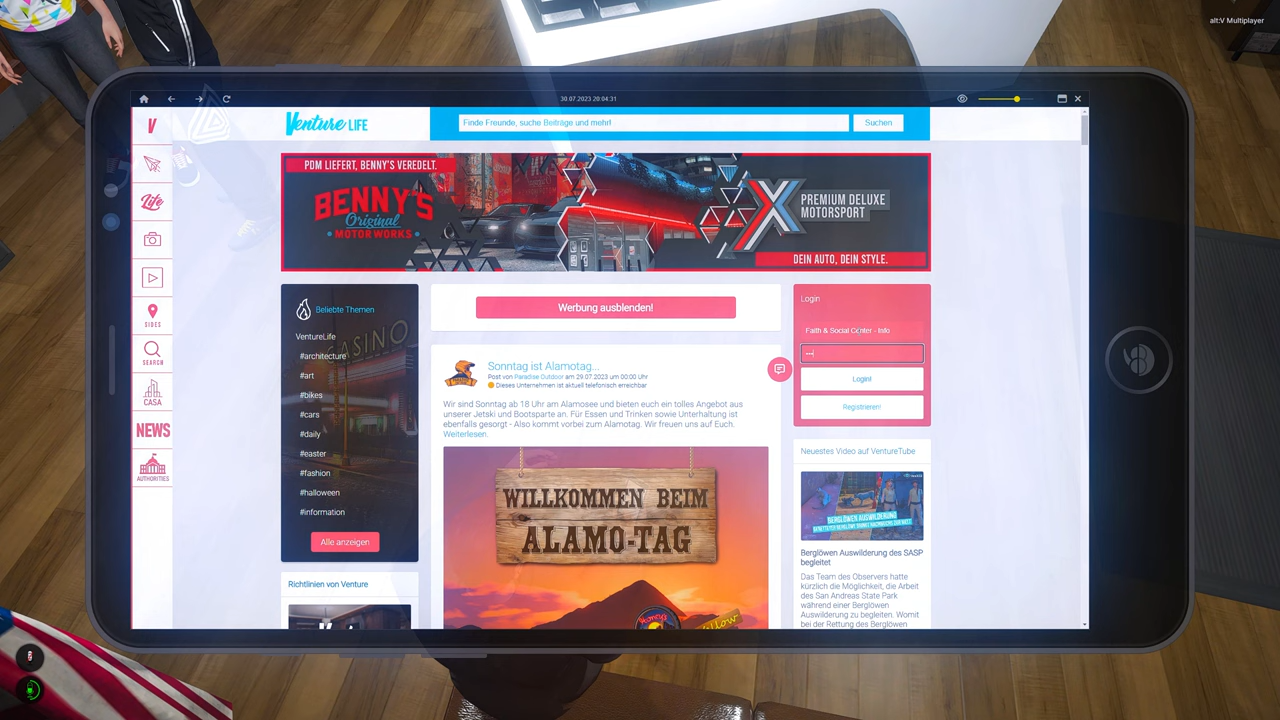 alt:V Multiplayer
30.07.2023 20:04:31
Venture LIFE
Finde Freunde, suche Beiträge und mehr!
Suchen
PDM LIEFERT, BENNY'S VEREDELT.
BENNY'S
Original
MOTOR WORKS
PREMIUM DELUXE
MOTORSPORT
DEIN AUTO, DEIN STYLE.
V
Life
SIDES
SEARCH
CASA
NEWS
AUTHORITIES
Beliebte Themen
VentureLife
#architecture
#art
#bikes
#cars
#daily
#easter
#fashion
#halloween
#information
Alle anzeigen
CASINO
Richtlinien von Venture
Werbung ausblenden!
Sonntag ist Alamotag...
Post von Paradise Outdoor am 29.07.2023 um 00:00 Uhr
Dieses Unternehmen ist aktuell telefonisch erreichbar
Wir sind Sonntag ab 18 Uhr am Alamosee und bieten euch ein tolles Angebot aus
unserer Jetski und Bootsparte an. Für Essen und Trinken sowie Unterhaltung ist
ebenfalls gesorgt - Also kommt vorbei zum Alamotag. Wir freuen uns auf Euch.
Weiterlesen.
WILLKOMMEN BEIM
ALAMO-TAG
Login
Faith & Social Center - Info
Login!
Registrieren!
Neuestes Video auf VentureTube
BERGLÖWEN AUSWILDERUNG
Berglöwen Auswilderung des SASP
begleitet
Das Team des Observers hatte
kürzlich die Möglichkeit, die Arbeit
des San Andreas State Park
während einer Berglöwen
Auswilderung zu begleiten. Womit
bei der Rettung des Berglöwen